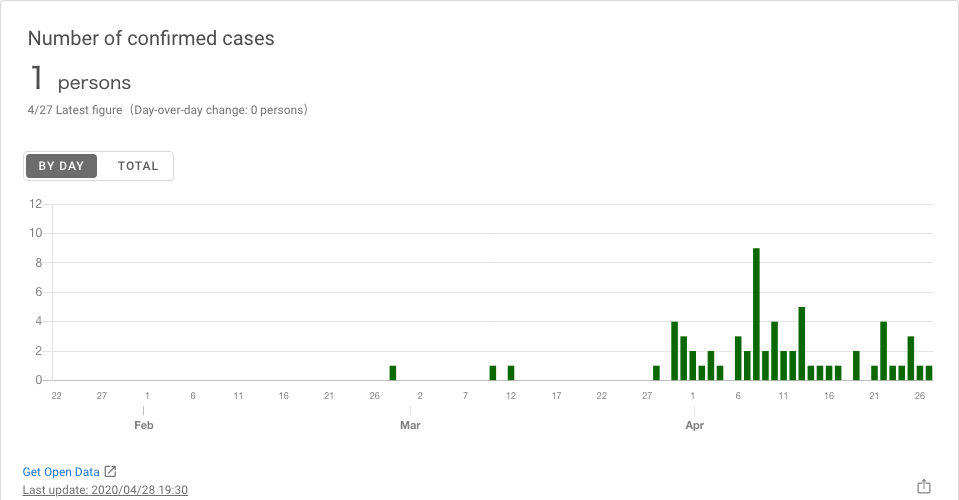 Number of confirmed cases
1 persons
4/27 Latest figure（Day-over-day change: 0 persons）
BY DAY TOTAL
12
10
8
6
4
2
0
22 27 1 6 11 16 21 26 2 7 12 17 22 27 1 6 11 16 21 26
Feb Mar Apr
Get Open Data
Last update: 2020/04/28 19:30